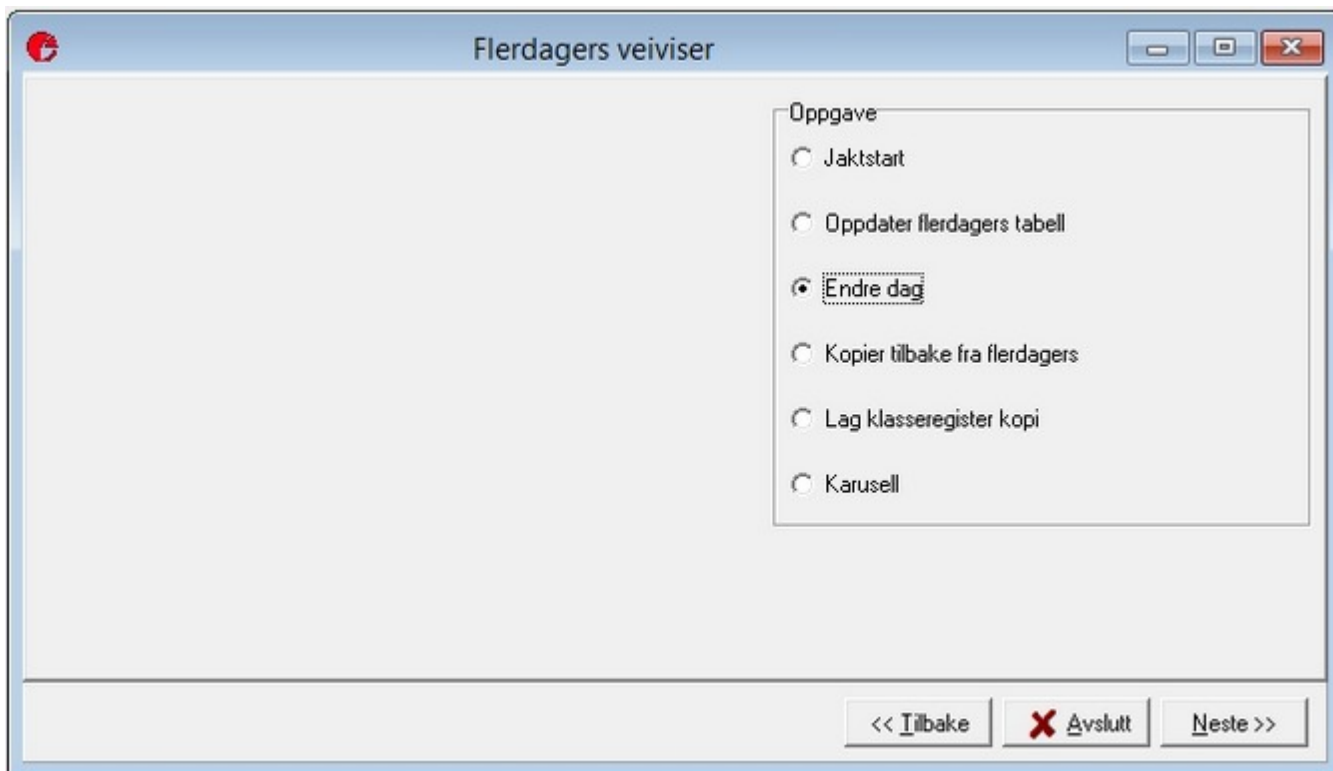 Flerdagers veiviser
Oppgave
Jaktstart
Oppdater flerdagers tabell
Endre dag
Kopier tilbake fra flerdagers
Lag klasseregister kopi
Karusell
<< Tilbake
Avslutt
Neste >>